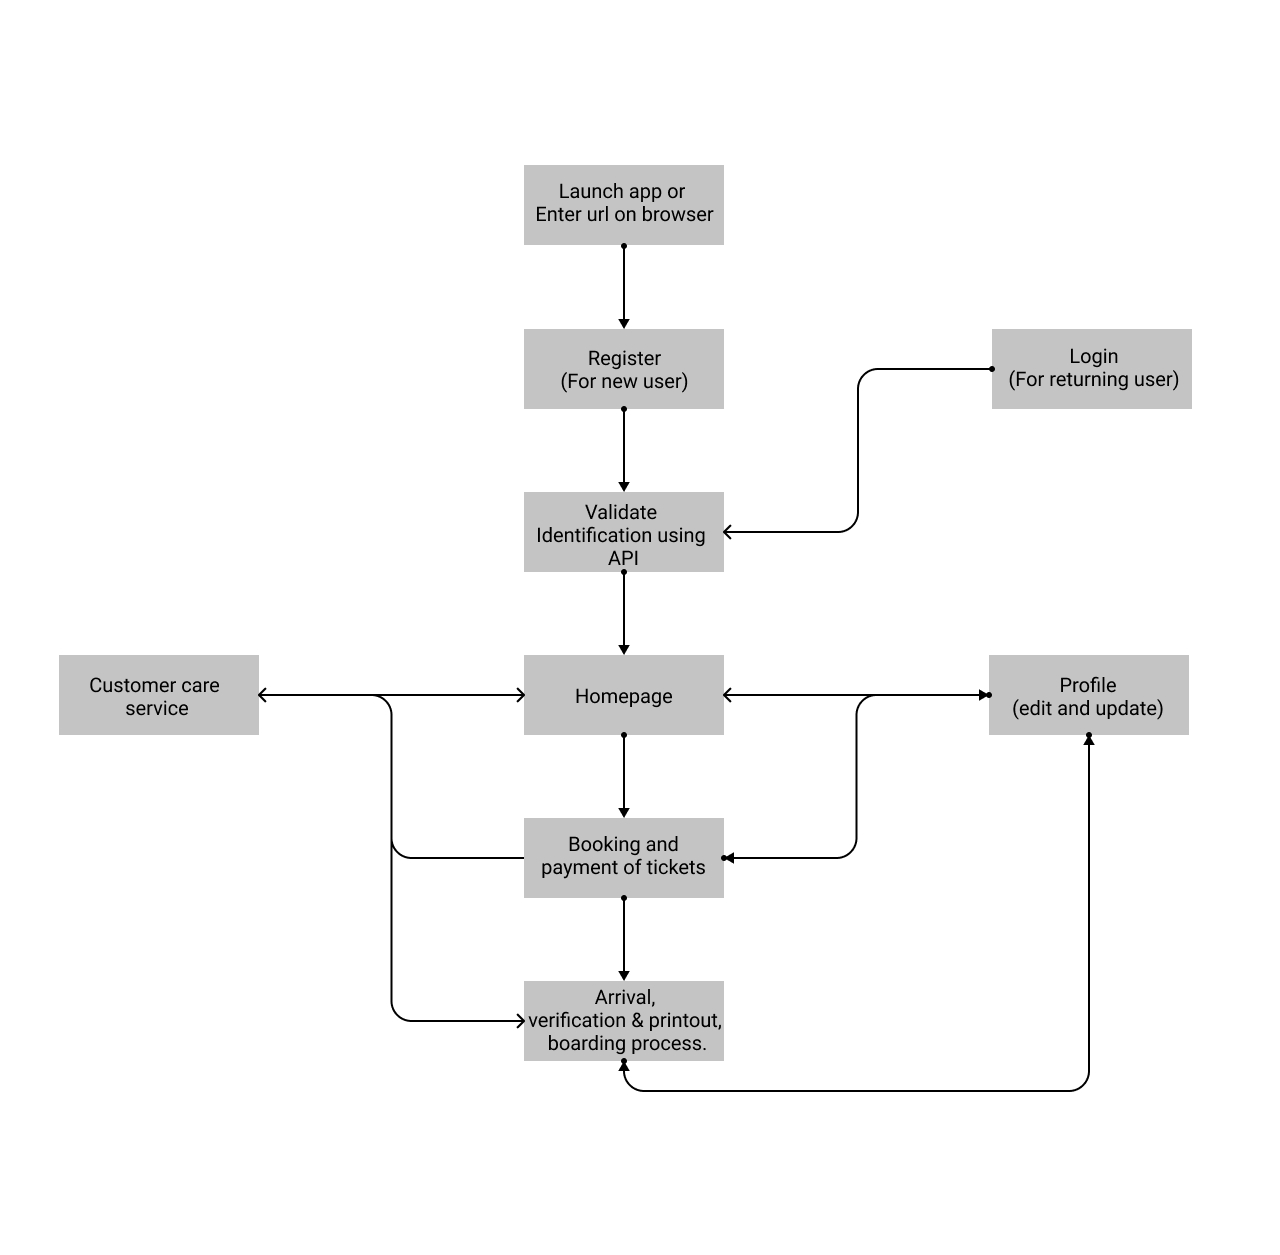 Launch app or
Enter url on browser
Register
(For new user)
Login
(For returning user)
Validate
Identification using
API
Customer care
service
Homepage
Profile
(edit and update)
Booking and
payment of tickets
Arrival,
verification & printout,
boarding process.